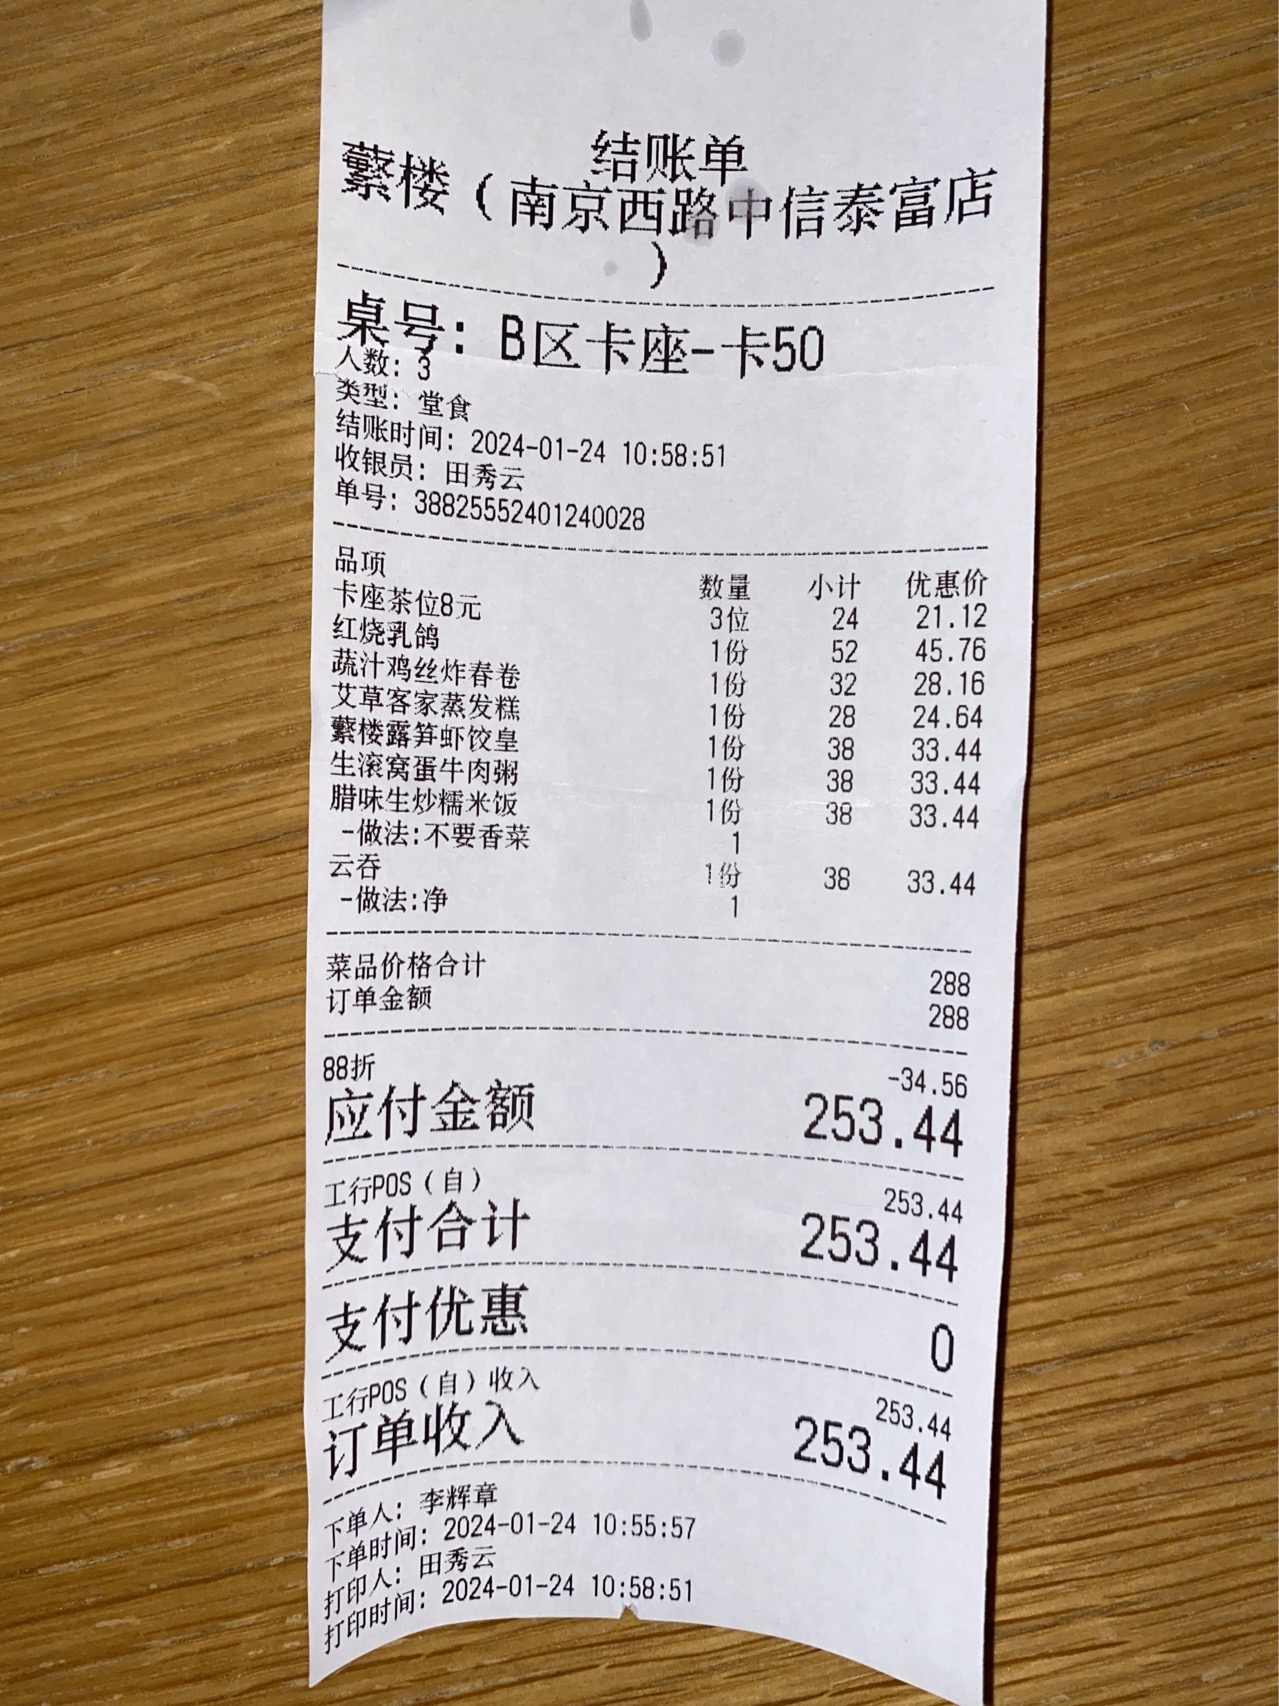 结账单
蘩楼（南京西路中信泰富店
）
桌号: B区卡座-卡50
人数: 3
类型: 堂食
结账时间: 2024-01-24 10:58:51
收银员: 田秀云
单号: 38825552401240028
品项 数量 小计 优惠价
卡座茶位8元 3位 24 21.12
红烧乳鸽 1份 52 45.76
蔬汁鸡丝炸春卷 1份 32 28.16
艾草客家蒸发糕 1份 28 24.64
蘩楼露笋虾饺皇 1份 38 33.44
生滚窝蛋牛肉粥 1份 38 33.44
腊味生炒糯米饭 1份 38 33.44
-做法:不要香菜 1
云吞 1份 38 33.44
-做法:净 1
菜品价格合计 288
订单金额 288
88折 -34.56
应付金额 253.44
工行POS（自） 253.44
支付合计 253.44
支付优惠 0
工行POS（自）收入 253.44
订单收入 253.44
下单人: 李辉章
下单时间: 2024-01-24 10:55:57
打印人: 田秀云
打印时间: 2024-01-24 10:58:51